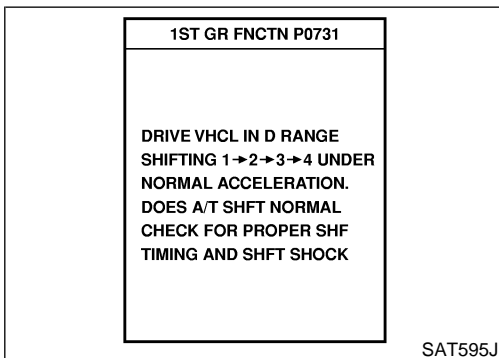 1ST GR FNCTN P0731
DRIVE VHCL IN D RANGE
SHIFTING 1→2→3→4 UNDER
NORMAL ACCELERATION.
DOES A/T SHFT NORMAL
CHECK FOR PROPER SHF
TIMING AND SHFT SHOCK
SAT595J